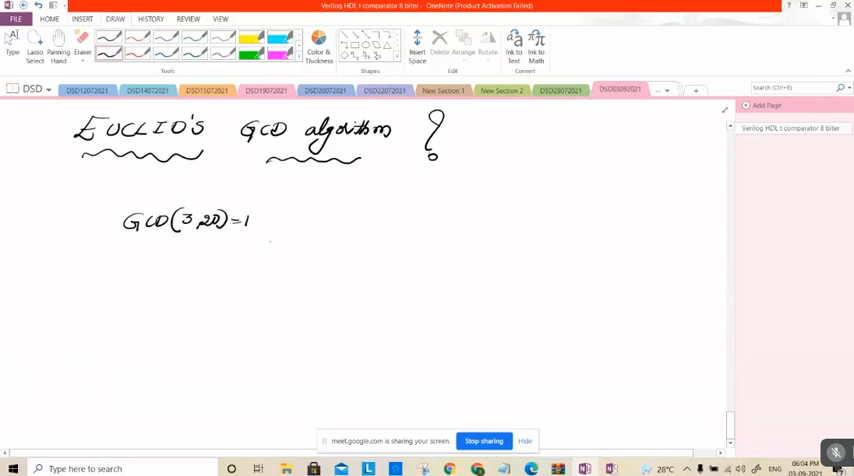 Verilog HDL t comparator 8 biter - OneNote (Product Activation Failed)
FILE HOME INSERT DRAW HISTORY REVIEW VIEW
Type Lasso Select Panning Hand Eraser Color & Thickness Insert Space Delete Arrange Rotate Ink to Text Ink to Math
Tools Shapes Edit Convert
DSD DSD12072021 DSD14072021 DSD15072021 DSD19072021 DSD20072021 DSD22072021 New Section 1 New Section 2 DSD23072021 DSD03092021 ... + Search (Ctrl+E)
Add Page
Verilog HDL t comparator 8 biter
EUCLID'S GCD algorithm ?
GCD(3,20)=1
meet.google.com is sharing your screen. Stop sharing Hide
Type here to search 28°C ENG 06:04 PM
03-09-2021